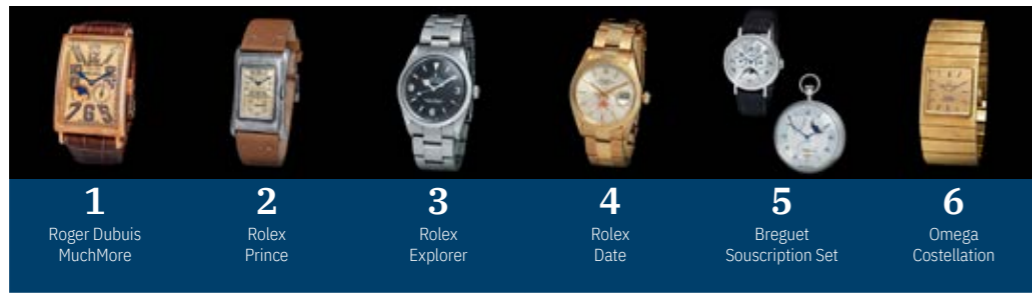 1
Roger Dubuis
MuchMore
2
Rolex
Prince
3
Rolex
Explorer
4
Rolex
Date
5
Breguet
Souscription Set
6
Omega
Costellation